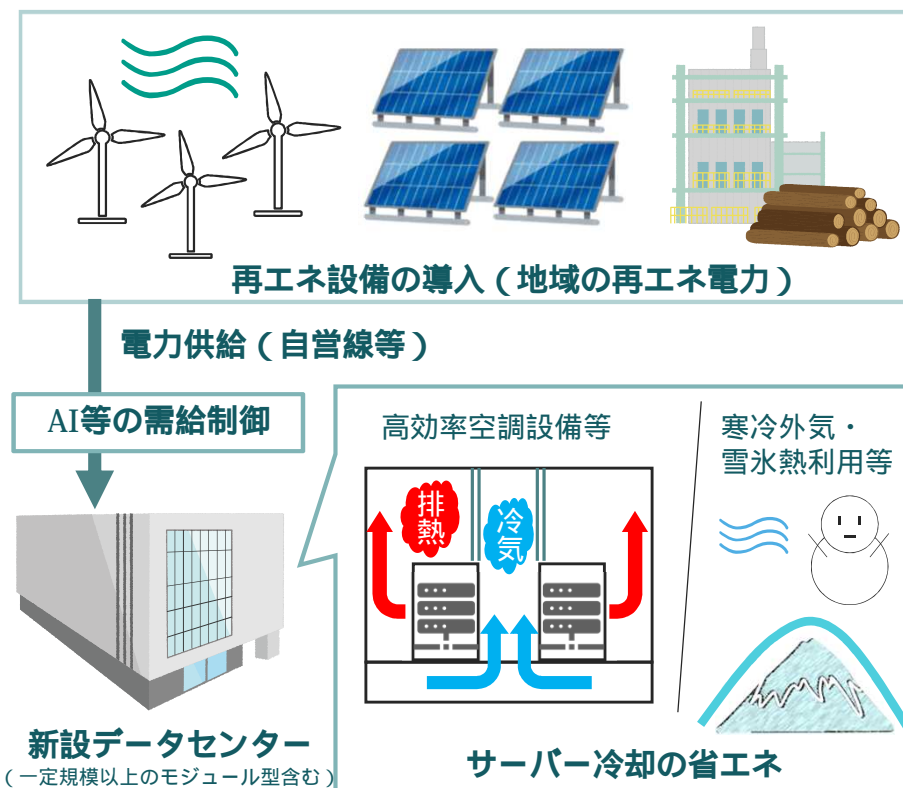 再エネ設備の導入（地域の再エネ電力）
電力供給（自営線等）
AI等の需給制御
高効率空調設備等
寒冷外気・
雪氷熱利用等
排熱
冷気
新設データセンター
（一定規模以上のモジュール型含む）
サーバー冷却の省エネ